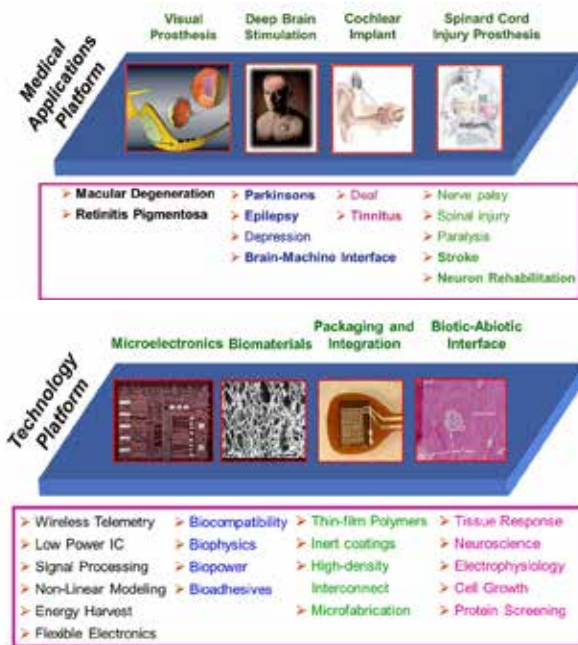 Medical
Applications
Platform
Visual
Prosthesis
Deep Brain
Stimulation
Cochlear
Implant
Spinard Cord
Injury Prosthesis
➢ Macular Degeneration
➢ Retinitis Pigmentosa
➢ Parkinsons
➢ Epilepsy
➢ Depression
➢ Brain-Machine Interface
➢ Deaf
➢ Tinnitus
➢ Nerve palsy
➢ Spinal injury
➢ Paralysis
➢ Stroke
➢ Neuron Rehabilitation
Technology
Platform
Microelectronics
Biomaterials
Packaging and
Integration
Biotic-Abiotic
Interface
➢ Wireless Telemetry
➢ Low Power IC
➢ Signal Processing
➢ Non-Linear Modeling
➢ Energy Harvest
➢ Flexible Electronics
➢ Biocompatibility
➢ Biophysics
➢ Biopower
➢ Bioadhesives
➢ Thin-film Polymers
➢ Inert coatings
➢ High-density
Interconnect
➢ Microfabrication
➢ Tissue Response
➢ Neuroscience
➢ Electrophysiology
➢ Cell Growth
➢ Protein Screening